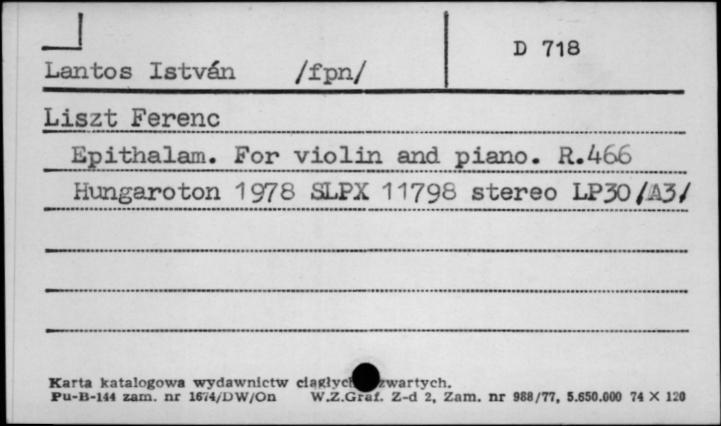 D 718
Lantos István /fpn/
Liszt Ferenc
Epithalam. For violin and piano. R.466
Hungaroton 1978 SLPX 11798 stereo LP30/A3/
Karta katalogowa wydawnictw zwartych.
Pu-B-144 zam. nr 1674/DW/On W.Z.Graf. Z-d 2, Zam. nr 988/77, 5.650.000 74 X 120